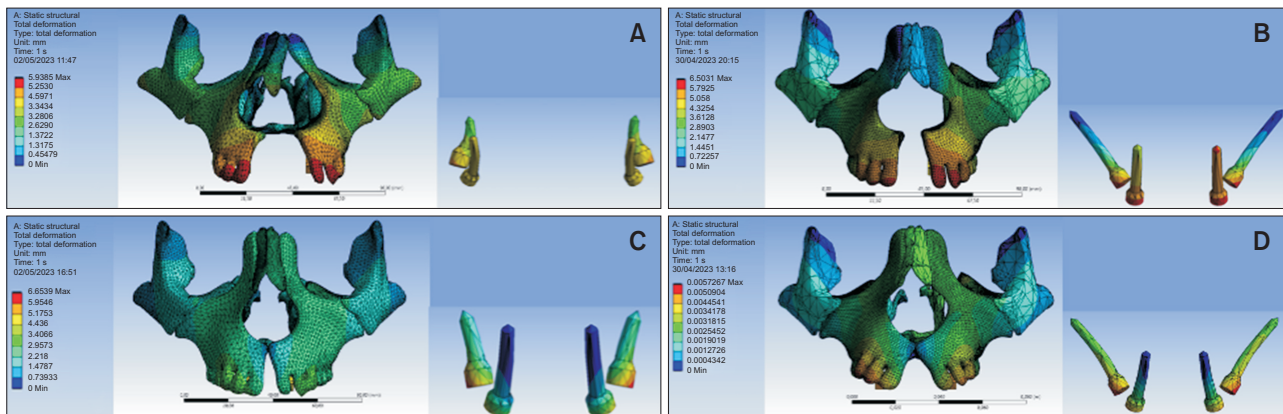 A: Static structural
Total deformation
Type: total deformation
Unit: mm
Time: 1 s
02/05/2023 11:47
5.9385 Max
5.2530
4.5971
3.3434
3.2806
2.6290
1.3722
1.3175
0.45479
0 Min
A
A: Static structural
Total deformation
Type: total deformation
Unit: mm
Time: 1 s
30/04/2023 20:15
6.5031 Max
5.7925
5.058
4.3254
3.6128
2.8903
2.1477
1.4451
0.72257
0 Min
B
A: Static structural
Total deformation
Type: total deformation
Unit: mm
Time: 1 s
02/05/2023 16:51
6.6539 Max
5.9546
5.1753
4.436
3.4066
2.9573
2.218
1.4787
0.73933
0 Min
C
A: Static structural
Total deformation
Type: total deformation
Unit: mm
Time: 1 s
30/04/2023 13:16
0.0057267 Max
0.0050904
0.0044541
0.0034178
0.0031815
0.0025452
0.0019019
0.0012726
0.0004342
0 Min
D